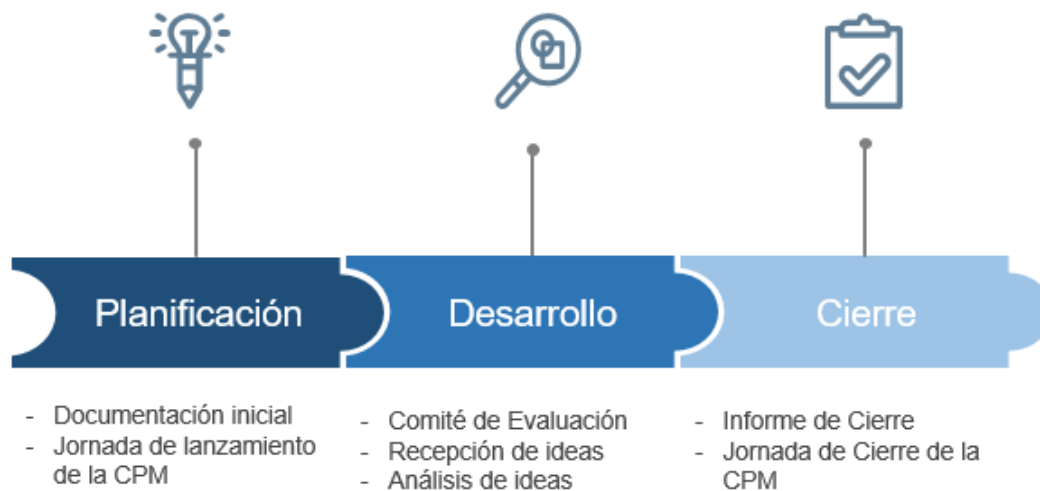 Planificación
Desarrollo
Cierre
- Documentación inicial
- Jornada de lanzamiento
de la CPM
- Comité de Evaluación
- Recepción de ideas
- Análisis de ideas
- Informe de Cierre
- Jornada de Cierre de la
CPM